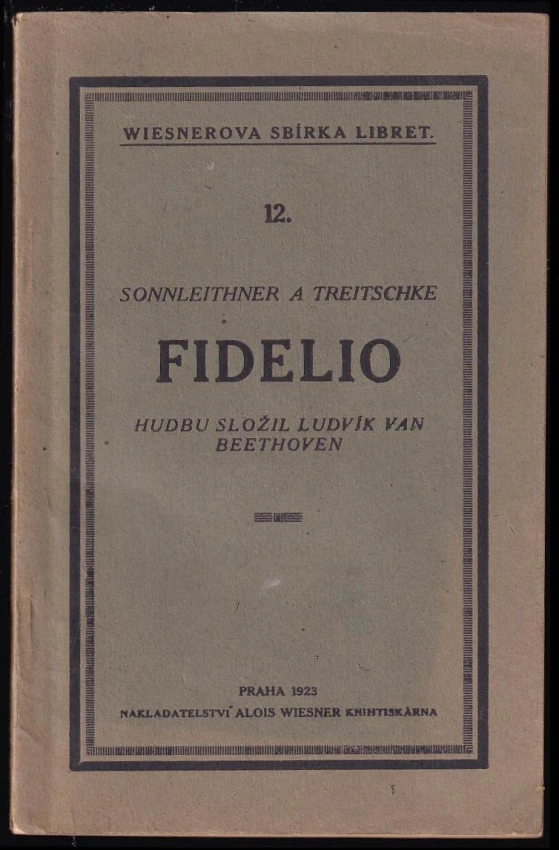 WIESNEROVA SBÍRKA LIBRET.
12.
SONNLEITHNER A TREITSCHKE
FIDELIO
HUDBU SLOŽIL LUDVÍK VAN
BEETHOVEN
PRAHA 1923
NAKLADATELSTVÍ ALOIS WIESNER KNIHTISKÁRNA